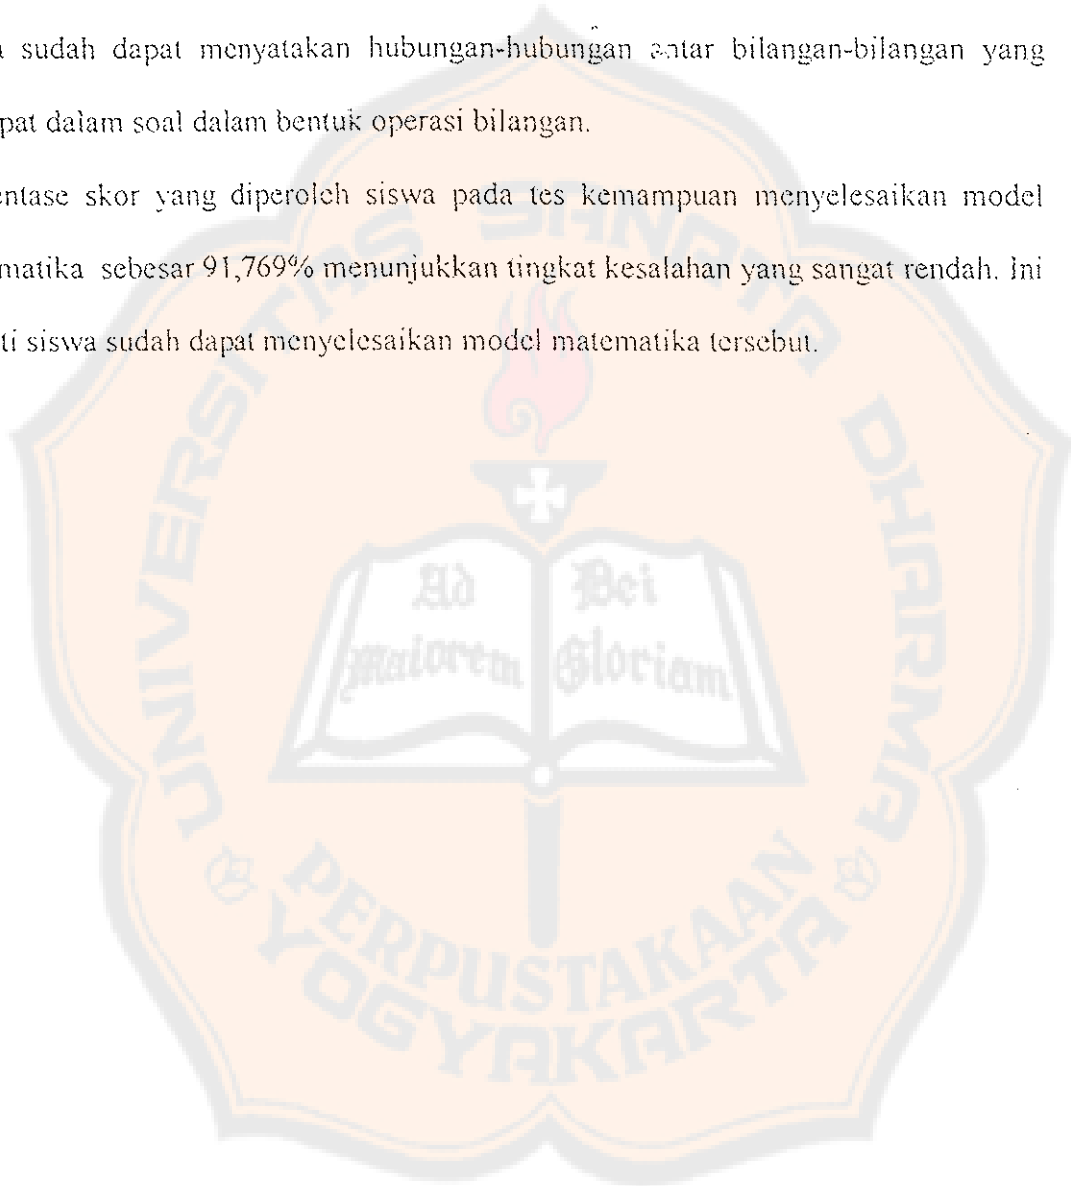 sudah dapat menyatakan hubungan-hubungan antar bilangan-bilangan yang
pat dalam soal dalam bentuk operasi bilangan.
entase skor yang diperoleh siswa pada tes kemampuan menyelesaikan model
matika sebesar 91,769% menunjukkan tingkat kesalahan yang sangat rendah. Ini
ti siswa sudah dapat menyelesaikan model matematika tersebut.
UNIVERSITAS SANATA DHARMA
Ad Dei
Maiorem Gloriam
PERPUSTAKAAN
YOGYAKARTA